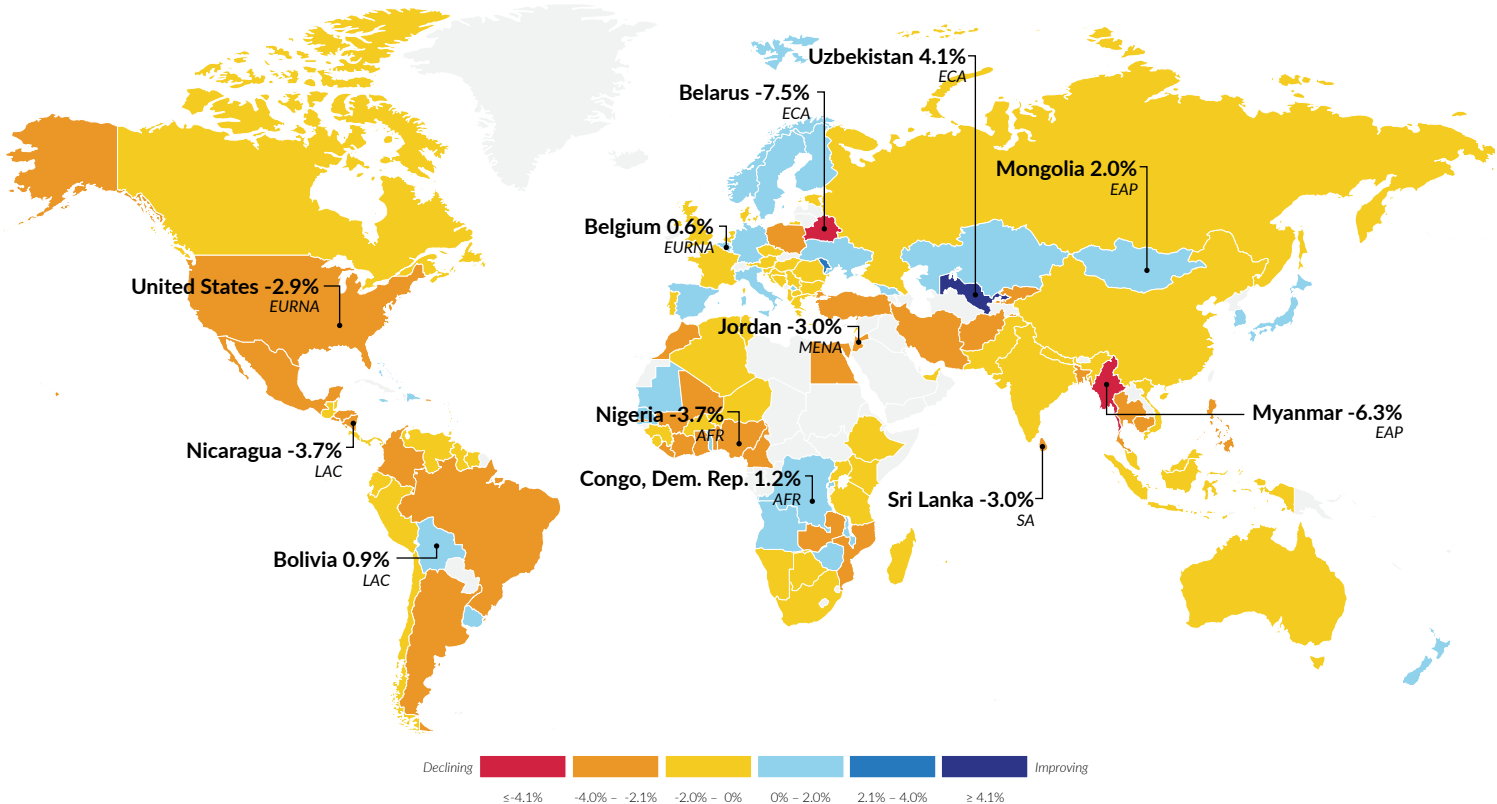 Uzbekistan 4.1%
ECA
Belarus -7.5%
ECA
Mongolia 2.0%
EAP
Belgium 0.6%
EURNA
United States -2.9%
EURNA
Jordan -3.0%
MENA
Nigeria -3.7%
AFR
Myanmar -6.3%
EAP
Nicaragua -3.7%
LAC
Congo, Dem. Rep. 1.2%
AFR
Sri Lanka -3.0%
SA
Bolivia 0.9%
LAC
Declining Improving
≤-4.1% -4.0% – -2.1% -2.0% – 0% 0% – 2.0% 2.1% – 4.0% ≥ 4.1%